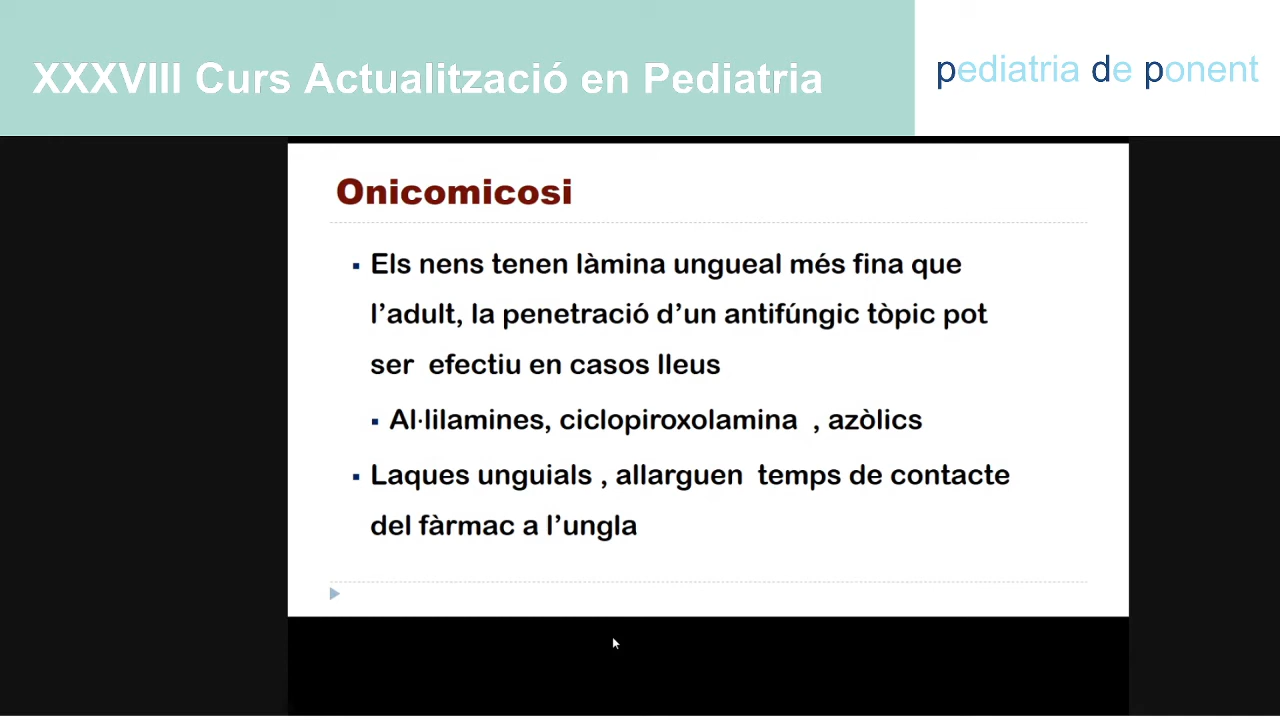 XXXVIII Curs Actualització en Pediatria
pediatria de ponent
Onicomicosi
Els nens tenen làmina ungueal més fina que
l’adult, la penetració d’un antifúngic tòpic pot
ser efectiu en casos lleus
Al·lilamines, ciclopiroxolamina , azòlics
Laques unguials , allarguen temps de contacte
del fàrmac a l’ungla